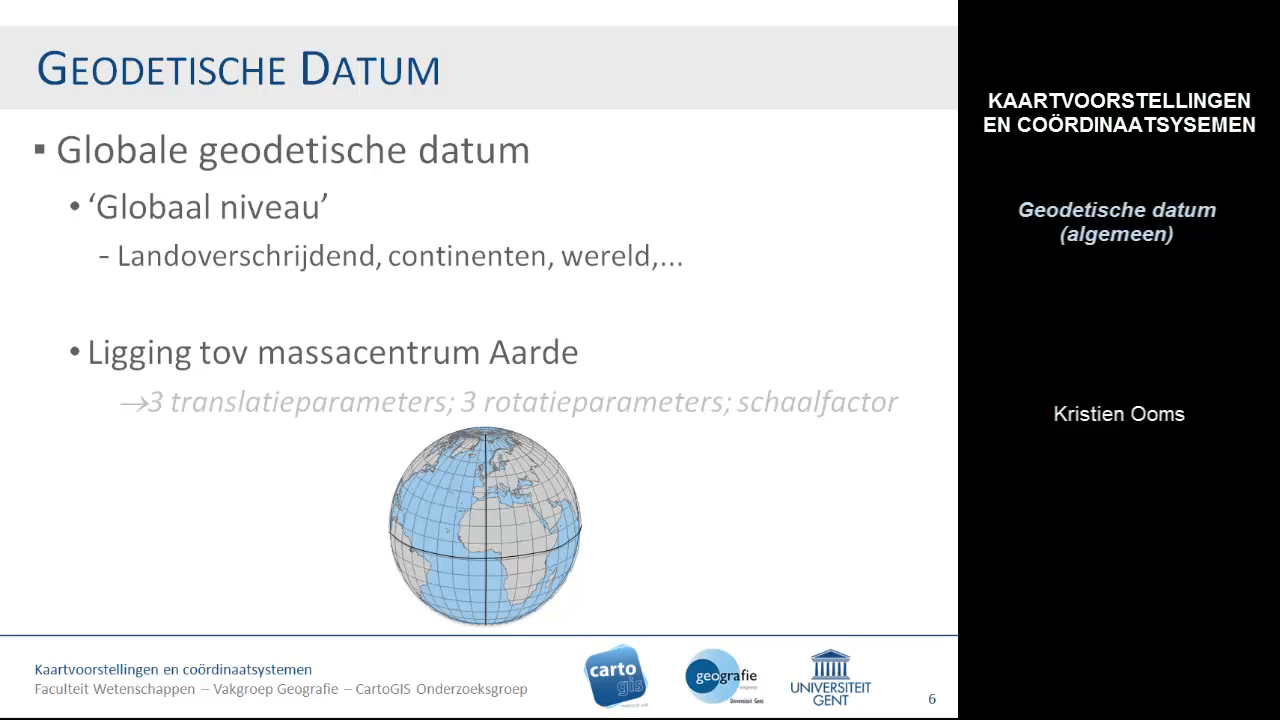 GEODETISCHE DATUM
▪ Globale geodetische datum
• ‘Globaal niveau’
- Landoverschrijdend, continenten, wereld,...
• Ligging tov massacentrum Aarde
→3 translatieparameters; 3 rotatieparameters; schaalfactor
Kaartvoorstellingen en coördinaatsystemen
Faculteit Wetenschappen – Vakgroep Geografie – CartoGIS Onderzoeksgroep
carto
gis
geografie
Universiteit Gent
UNIVERSITEIT
GENT
6
KAARTVOORSTELLINGEN
EN COÖRDINAATSYSEMEN
Geodetische datum
(algemeen)
Kristien Ooms